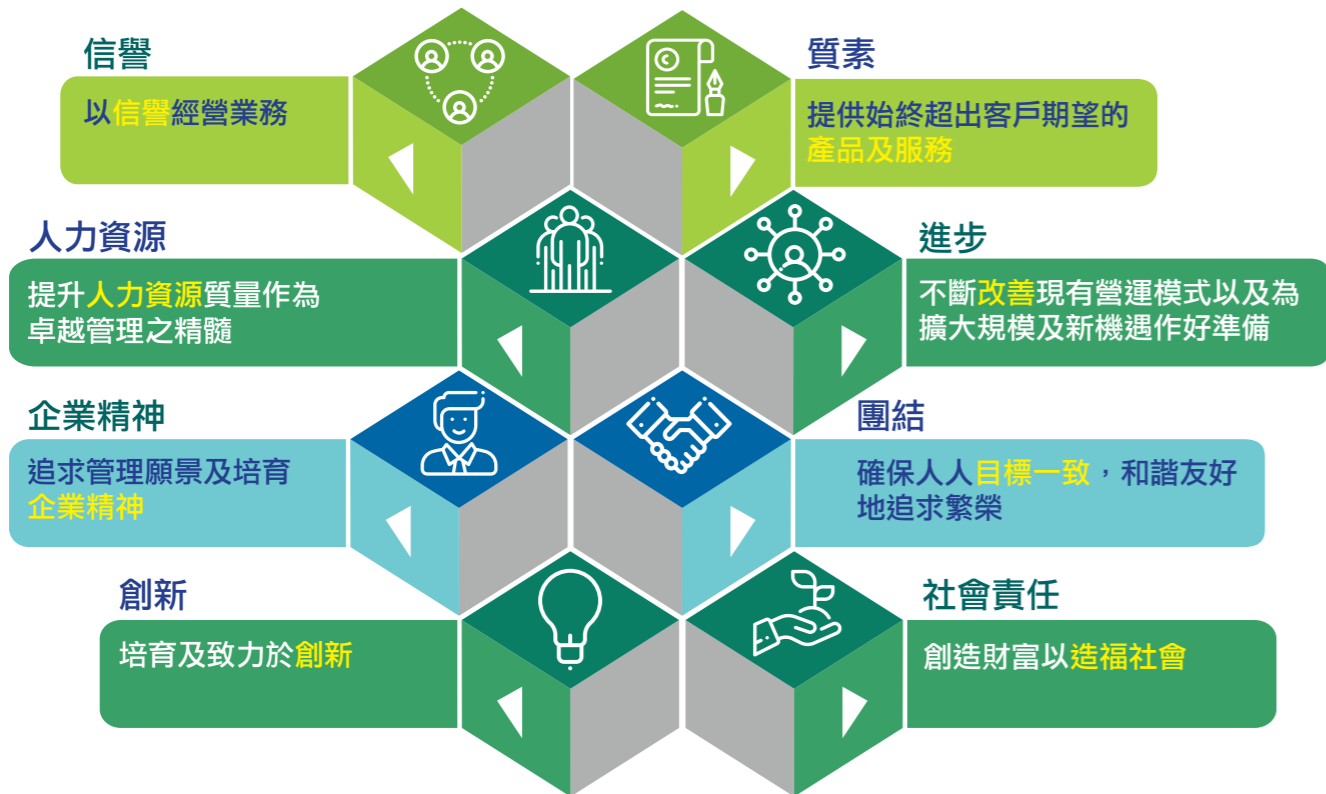 信譽
以信譽經營業務
質素
提供始終超出客戶期望的
產品及服務
人力資源
提升人力資源質量作為
卓越管理之精髓
進步
不斷改善現有營運模式以及為
擴大規模及新機遇作好準備
企業精神
追求管理願景及培育
企業精神
團結
確保人人目標一致，和諧友好
地追求繁榮
創新
培育及致力於創新
社會責任
創造財富以造福社會